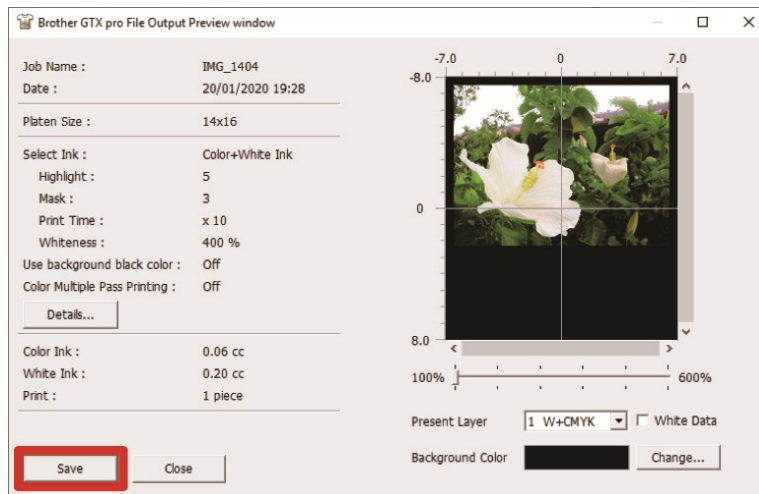 Brother GTX pro File Output Preview window
Job Name : IMG_1404
Date : 20/01/2020 19:28
Platen Size : 14x16
Select Ink : Color+White Ink
Highlight : 5
Mask : 3
Print Time : x 10
Whiteness : 400 %
Use background black color : Off
Color Multiple Pass Printing : Off
Details...
Color Ink : 0.06 cc
White Ink : 0.20 cc
Print : 1 piece
Save Close
-7.0 0 7.0
-8.0
0
8.0
100% 600%
Present Layer 1 W+CMYK White Data
Background Color Change...